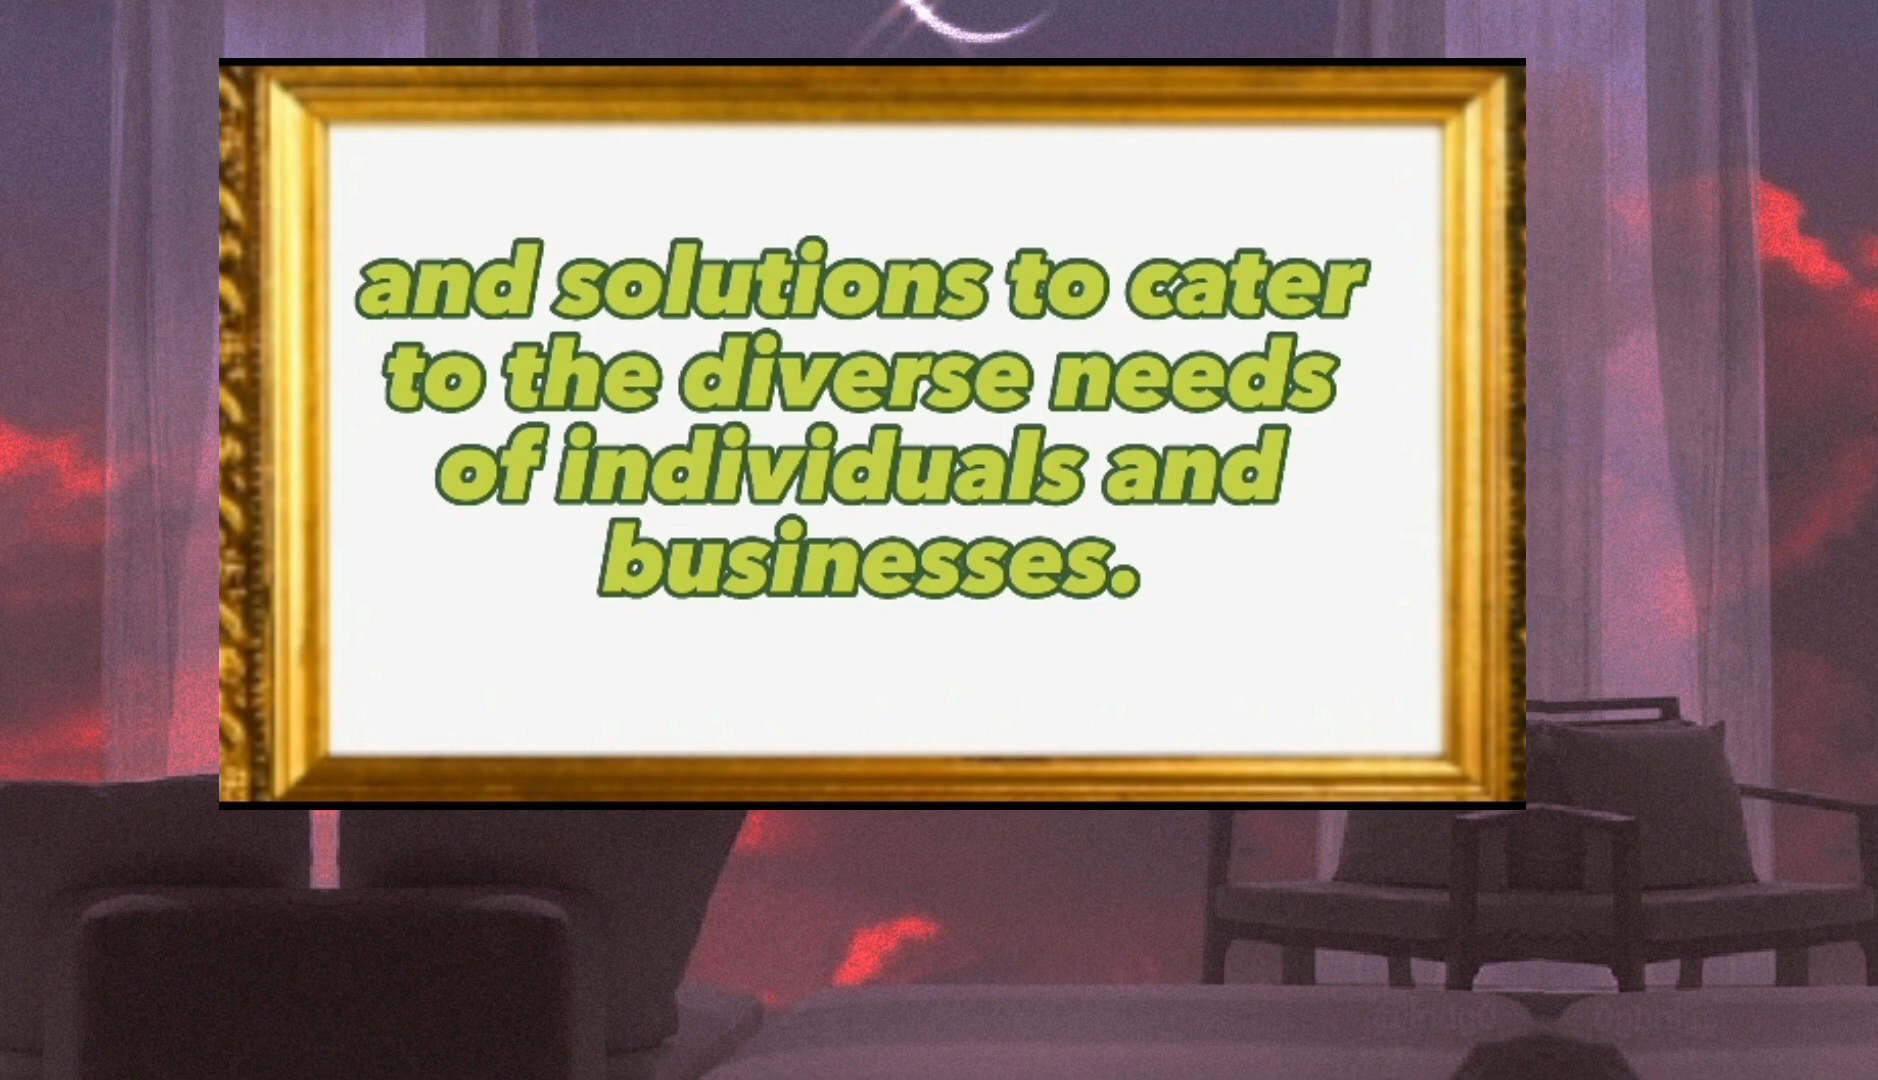 and solutions to cater
to the diverse needs
of individuals and
businesses.